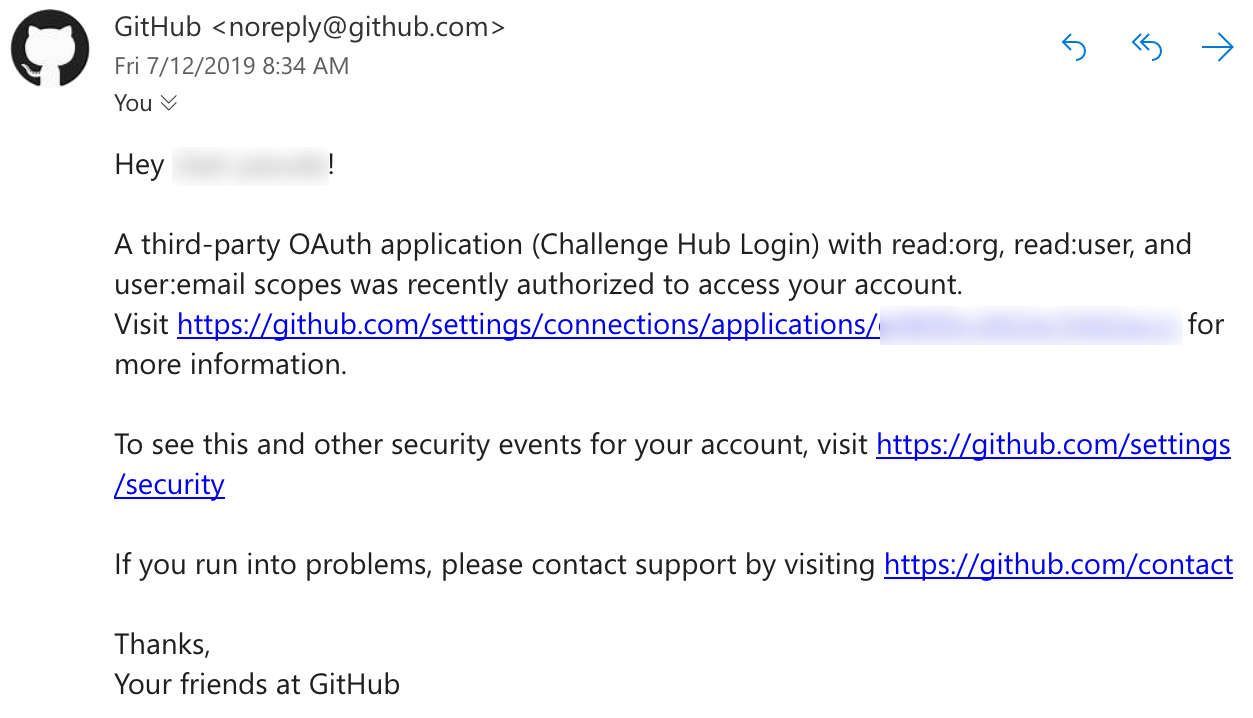 GitHub <noreply@github.com>
Fri 7/12/2019 8:34 AM
You
Hey !
A third-party OAuth application (Challenge Hub Login) with read:org, read:user, and
user:email scopes was recently authorized to access your account.
Visit https://github.com/settings/connections/applications/ for
more information.
To see this and other security events for your account, visit https://github.com/settings
/security
If you run into problems, please contact support by visiting https://github.com/contact
Thanks,
Your friends at GitHub